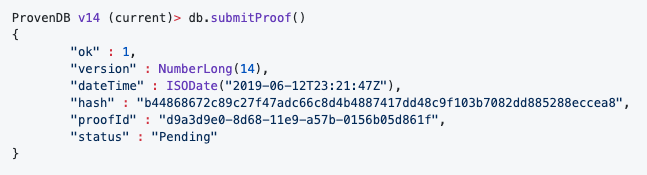 ProvenDB v14 (current)> db.submitProof()
{
        "ok" : 1,
        "version" : NumberLong(14),
        "dateTime" : ISODate("2019-06-12T23:21:47Z"),
        "hash" : "b44868672c89c27f47adc66c8d4b4887417dd48c9f103b7082dd885288eccea8",
        "proofId" : "d9a3d9e0-8d68-11e9-a57b-0156b05d861f",
        "status" : "Pending"
}